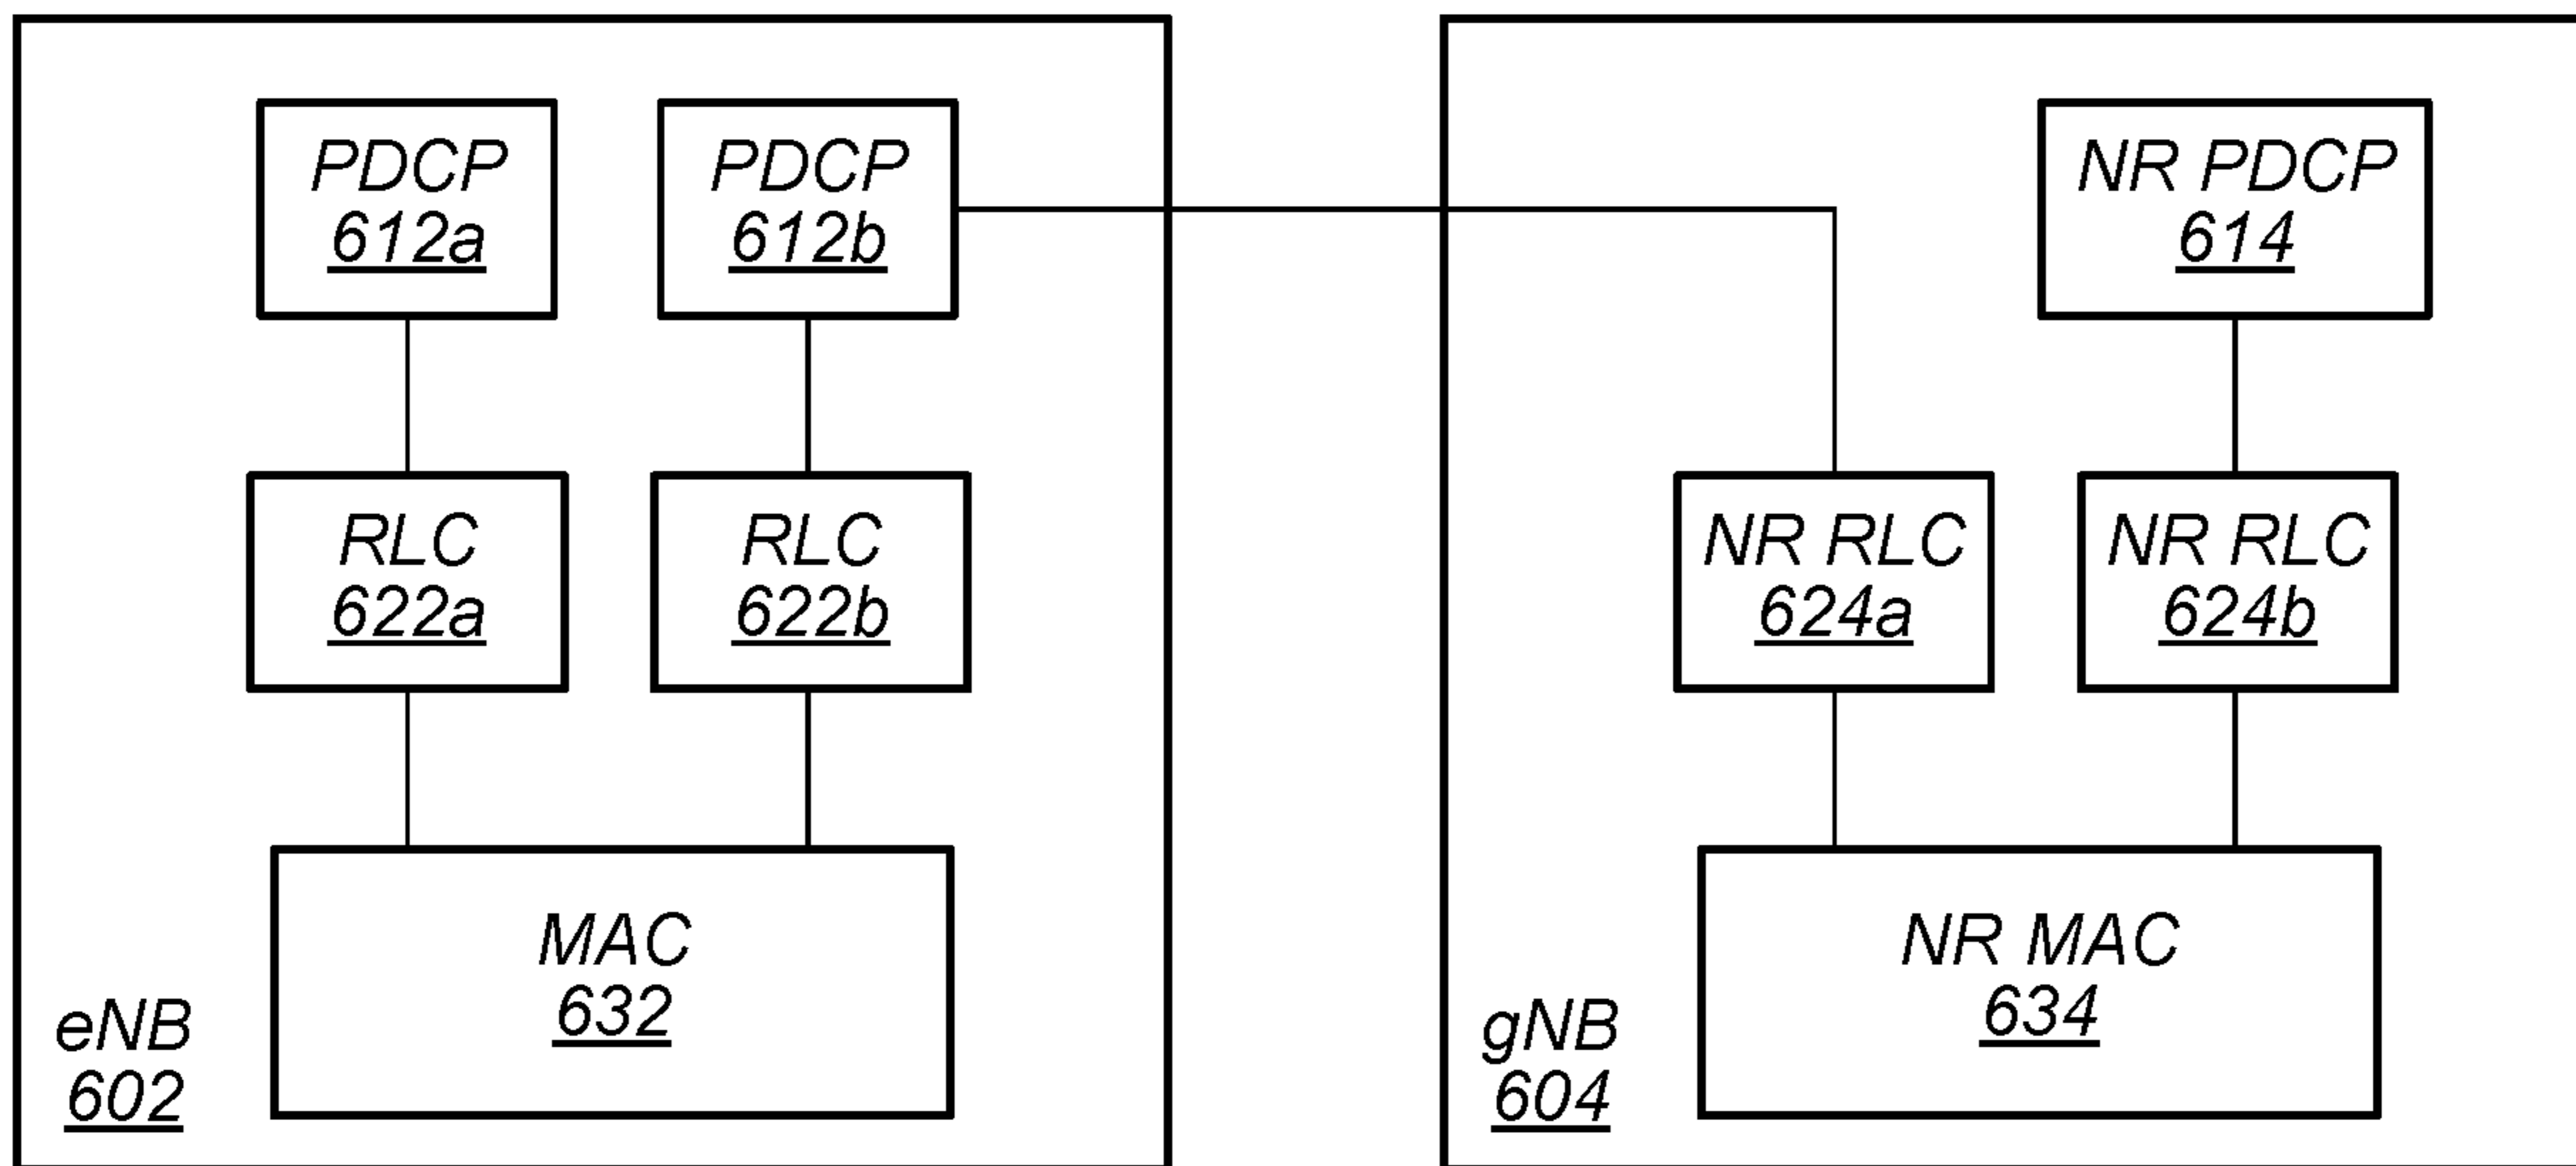 PDCP
612a
PDCP
612b
NR PDCP
614
RLC
622a
RLC
622b
NR RLC
624a
NR RLC
624b
MAC
632
NR MAC
634
eNB
602
gNB
604